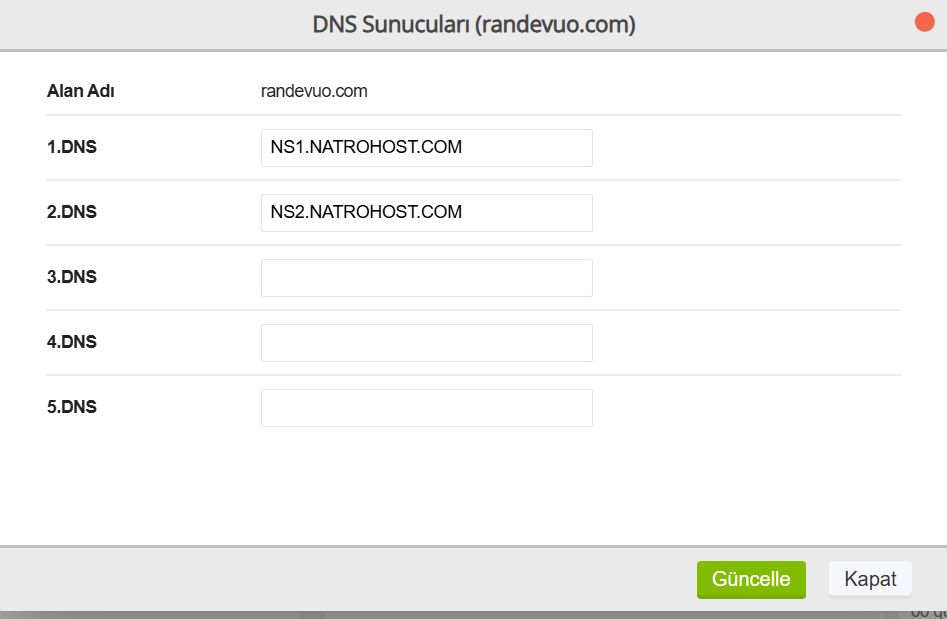 DNS Sunucuları (randevuo.com)
Alan Adı randevuo.com
1.DNS NS1.NATROHOST.COM
2.DNS NS2.NATROHOST.COM
3.DNS
4.DNS
5.DNS
Güncelle Kapat